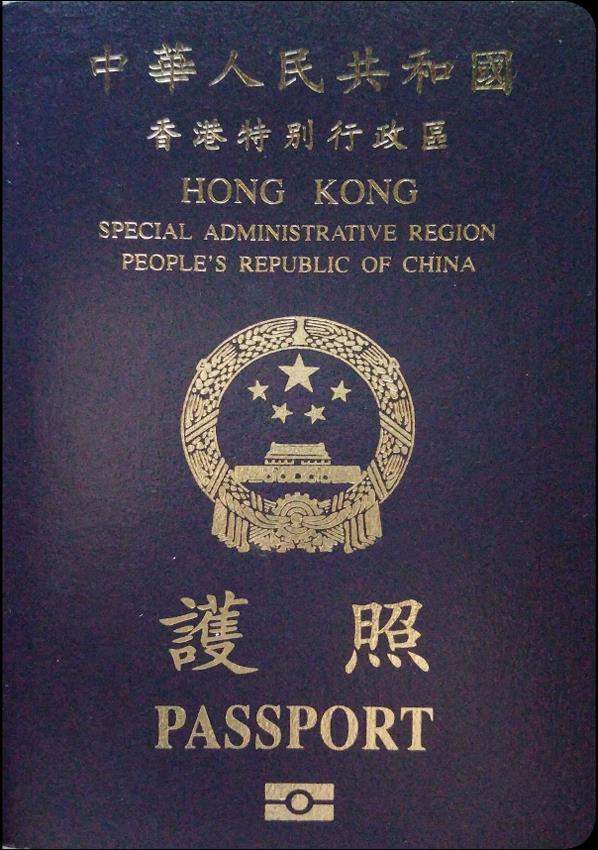 中華人民共和國
香港特別行政區
HONG KONG
SPECIAL ADMINISTRATIVE REGION
PEOPLE'S REPUBLIC OF CHINA
護照
PASSPORT